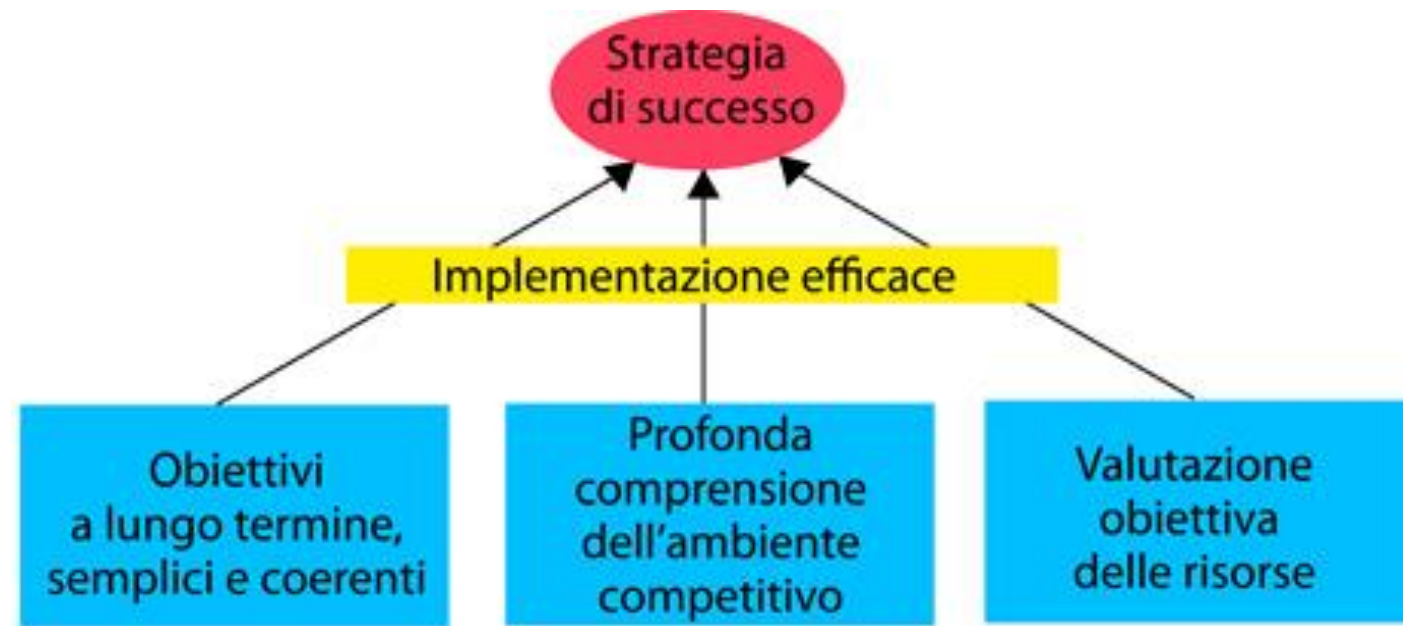 Strategia
di successo
Implementazione efficace
Obiettivi
a lungo termine,
semplici e coerenti
Profonda
comprensione
dell'ambiente
competitivo
Valutazione
obiettiva
delle risorse